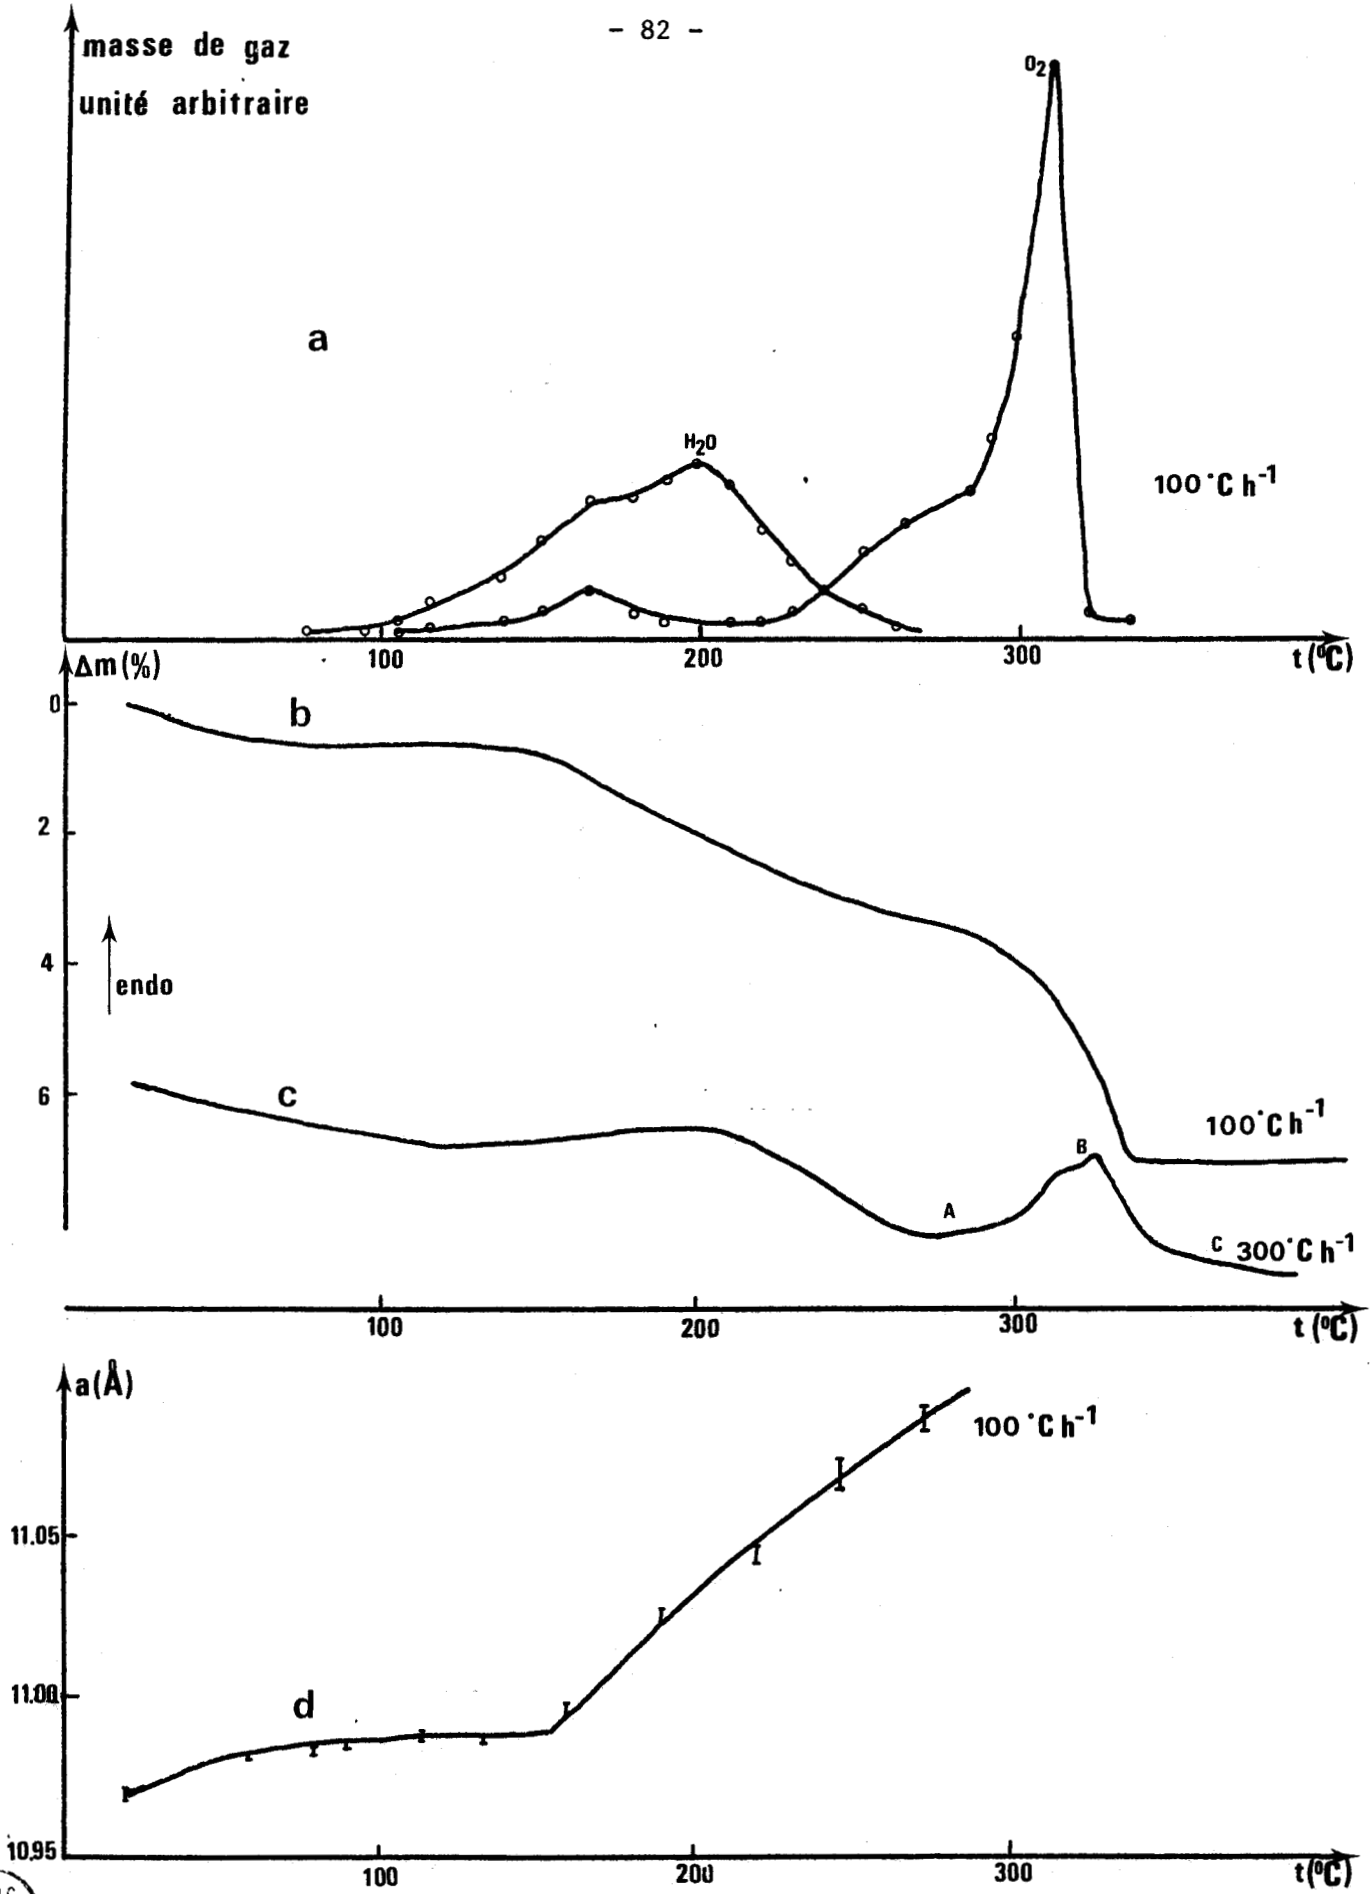 - 82 -
masse de gaz
unité arbitraire
O2
a
H2O
100°C h-1
100
200
300
t (°C)
Δm (%)
0
b
2
4
endo
6
c
100°C h-1
B
A
C
300°C h-1
100
200
300
t (°C)
a (Å)
100°C h-1
11.05
11.00
d
10.95
100
200
300
t (°C)